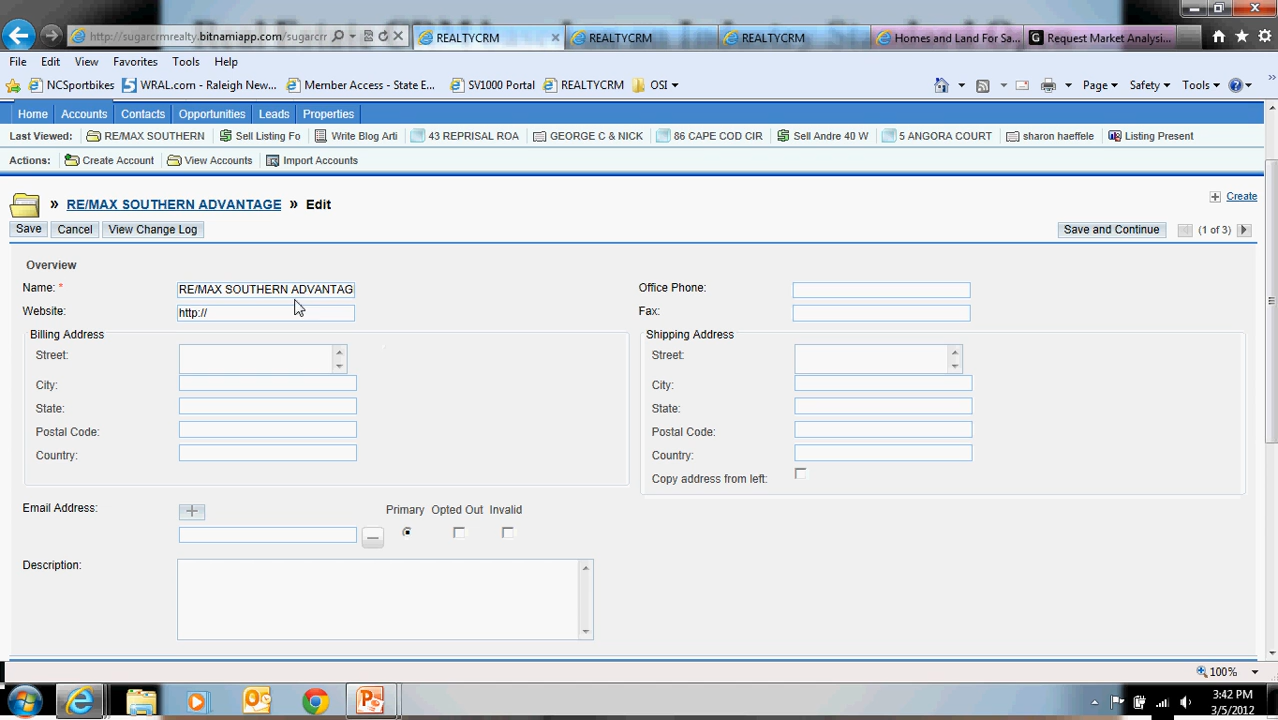 http://sugarcrmrealty.bitnamiapp.com/sugarcr
REALTYCRM
REALTYCRM
REALTYCRM
Homes and Land For Sa...
Request Market Analysi...
File Edit View Favorites Tools Help
NCSportbikes WRAL.com - Raleigh New... Member Access - State E... SV1000 Portal REALTYCRM OSI
Page Safety Tools
Home Accounts Contacts Opportunities Leads Properties
Last Viewed: RE/MAX SOUTHERN Sell Listing Fo Write Blog Arti 43 REPRISAL ROA GEORGE C & NICK 86 CAPE COD CIR Sell Andre 40 W 5 ANGORA COURT sharon haeffele Listing Present
Actions: Create Account View Accounts Import Accounts
» RE/MAX SOUTHERN ADVANTAGE » Edit
Create
Save Cancel View Change Log
Save and Continue (1 of 3)
Overview
Name: * RE/MAX SOUTHERN ADVANTAG
Office Phone:
Website: http://
Fax:
Billing Address
Street:
City:
State:
Postal Code:
Country:
Shipping Address
Street:
City:
State:
Postal Code:
Country:
Copy address from left:
Email Address:
Primary Opted Out Invalid
Description:
100%
3:42 PM
3/5/2012